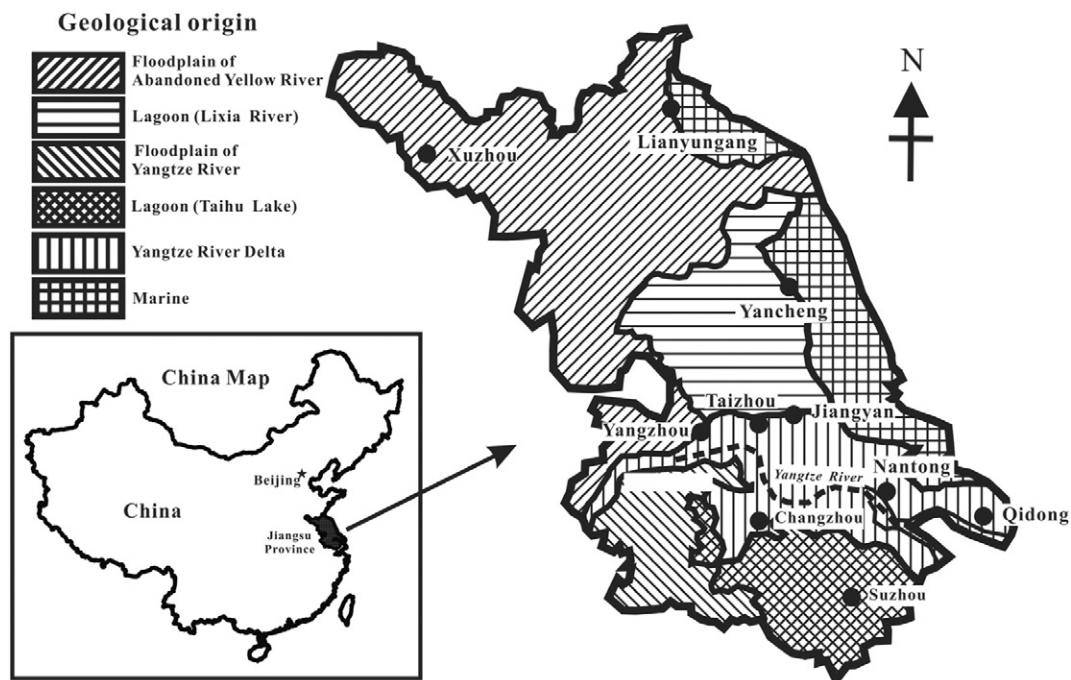 Geological origin
Floodplain of
Abandoned Yellow River
Lagoon (Lixia River)
Floodplain of
Yangtze River
Lagoon (Taihu Lake)
Yangtze River Delta
Marine
China Map
Beijing
China
Jiangsu
Province
N
Lianyungang
Xuzhou
Yancheng
Taizhou
Jiangyan
Yangzhou
Yangtze River
Nantong
Changzhou
Qidong
Suzhou